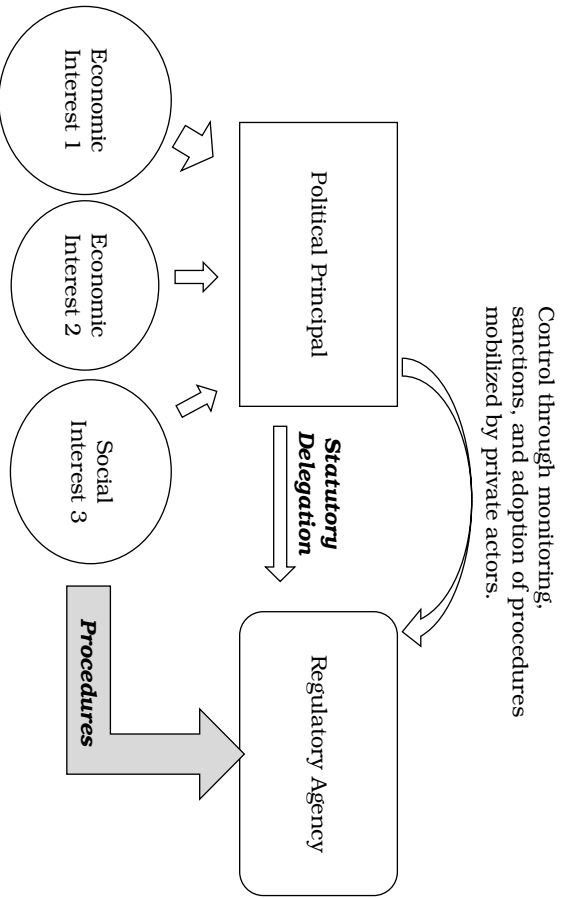 Control through monitoring,
sanctions, and adoption of procedures
mobilized by private actors.
Political Principal
Statutory
Delegation
Regulatory Agency
Economic
Interest 1
Economic
Interest 2
Social
Interest 3
Procedures